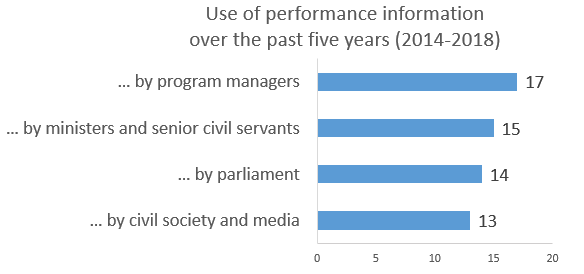 Use of performance information
over the past five years (2014-2018)
... by program managers
17
... by ministers and senior civil servants
15
... by parliament
14
... by civil society and media
13
0 5 10 15 20